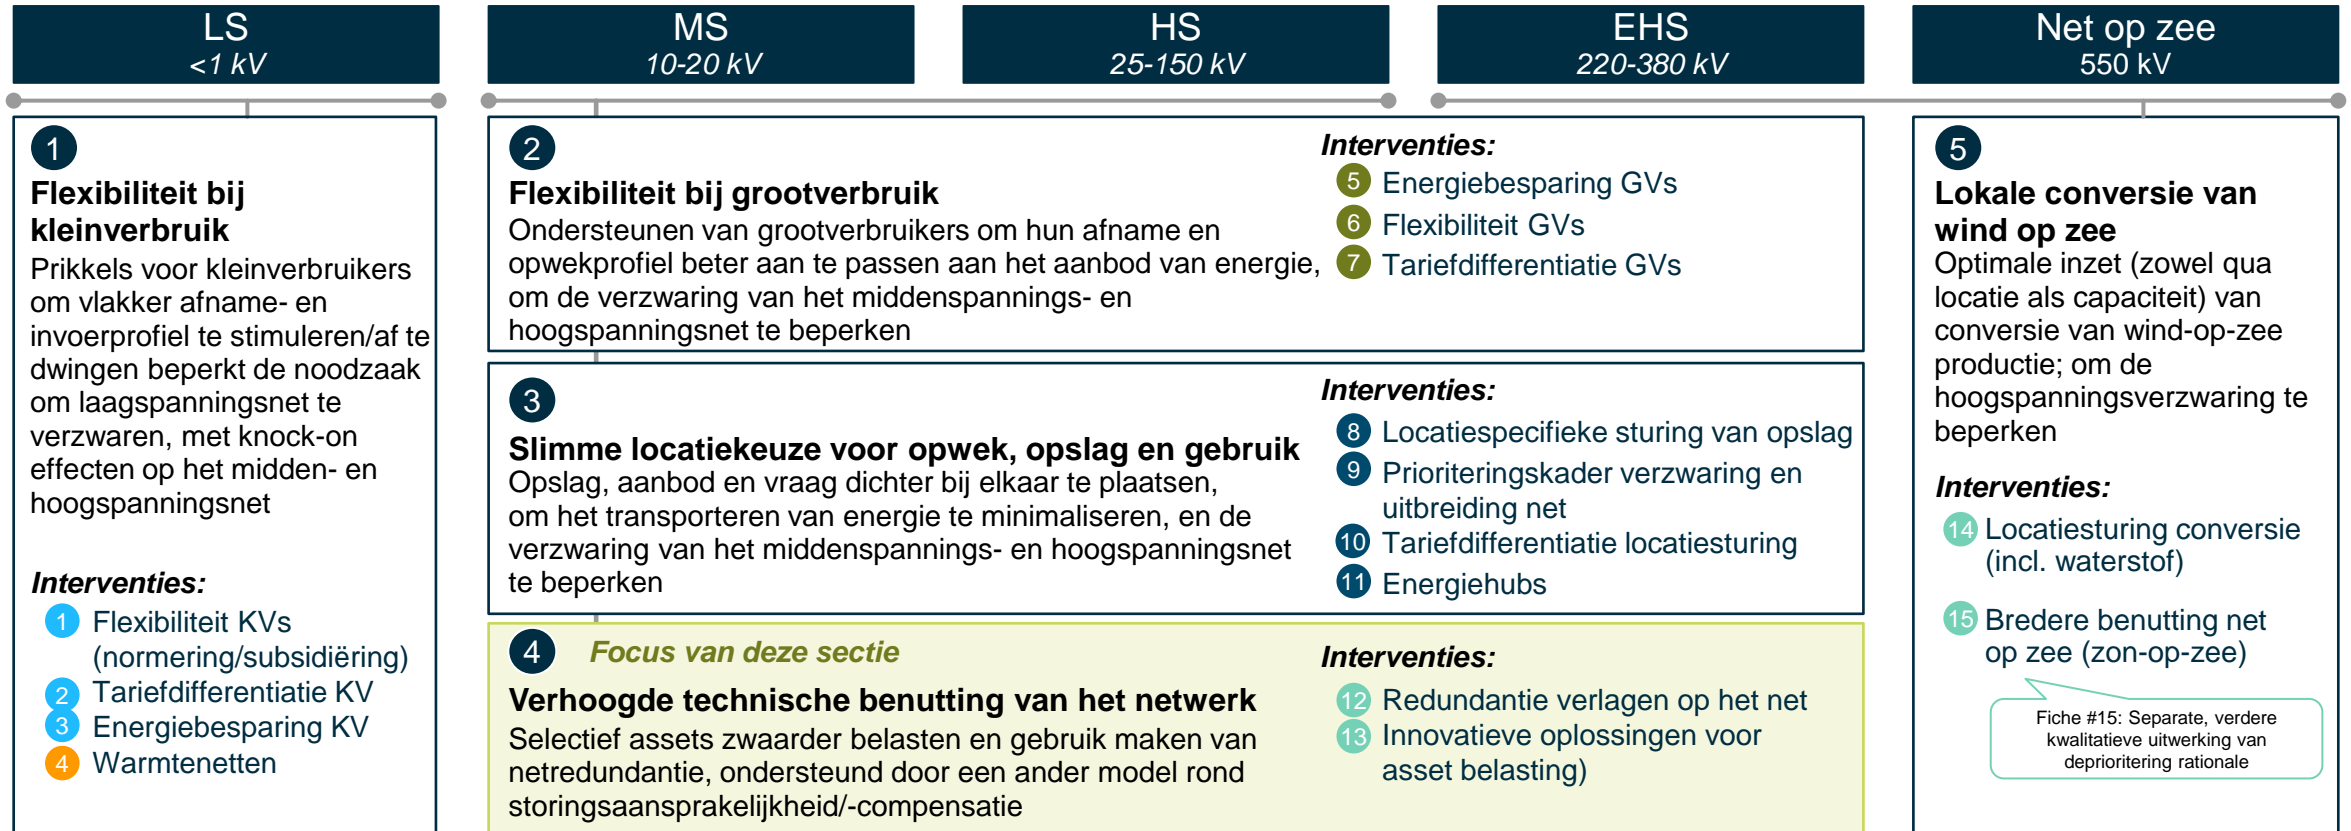 LS
<1 kV
MS
10-20 kV
HS
25-150 kV
EHS
220-380 kV
Net op zee
550 kV
1
Flexibiliteit bij
kleinverbruik
Prikkels voor kleinverbruikers
om vlakker afname- en
invoerprofiel te stimuleren/af te
dwingen beperkt de noodzaak
om laagspanningsnet te
verzwaren, met knock-on
effecten op het midden- en
hoogspanningsnet
Interventies:
1 Flexibiliteit KVs
(normering/subsidiëring)
2 Tariefdifferentiatie KV
3 Energiebesparing KV
4 Warmtenetten
2
Flexibiliteit bij grootverbruik
Ondersteunen van grootverbruikers om hun afname en
opwekprofiel beter aan te passen aan het aanbod van energie,
om de verzwaring van het middenspannings- en
hoogspanningsnet te beperken
Interventies:
5 Energiebesparing GVs
6 Flexibiliteit GVs
7 Tariefdifferentiatie GVs
3
Slimme locatiekeuze voor opwek, opslag en gebruik
Opslag, aanbod en vraag dichter bij elkaar te plaatsen,
om het transporteren van energie te minimaliseren, en de
verzwaring van het middenspannings- en hoogspanningsnet
te beperken
Interventies:
8 Locatiespecifieke sturing van opslag
9 Prioriteringskader verzwaring en
uitbreiding net
10 Tariefdifferentiatie locatiesturing
11 Energiehubs
4 Focus van deze sectie
Verhoogde technische benutting van het netwerk
Selectief assets zwaarder belasten en gebruik maken van
netredundantie, ondersteund door een ander model rond
storingsaansprakelijkheid/-compensatie
Interventies:
12 Redundantie verlagen op het net
13 Innovatieve oplossingen voor
asset belasting)
5
Lokale conversie van
wind op zee
Optimale inzet (zowel qua
locatie als capaciteit) van
conversie van wind-op-zee
productie; om de
hoogspanningsverzwaring te
beperken
Interventies:
14 Locatiesturing conversie
(incl. waterstof)
15 Bredere benutting net
op zee (zon-op-zee)
Fiche #15: Separate, verdere
kwalitatieve uitwerking van
deprioritering rationale